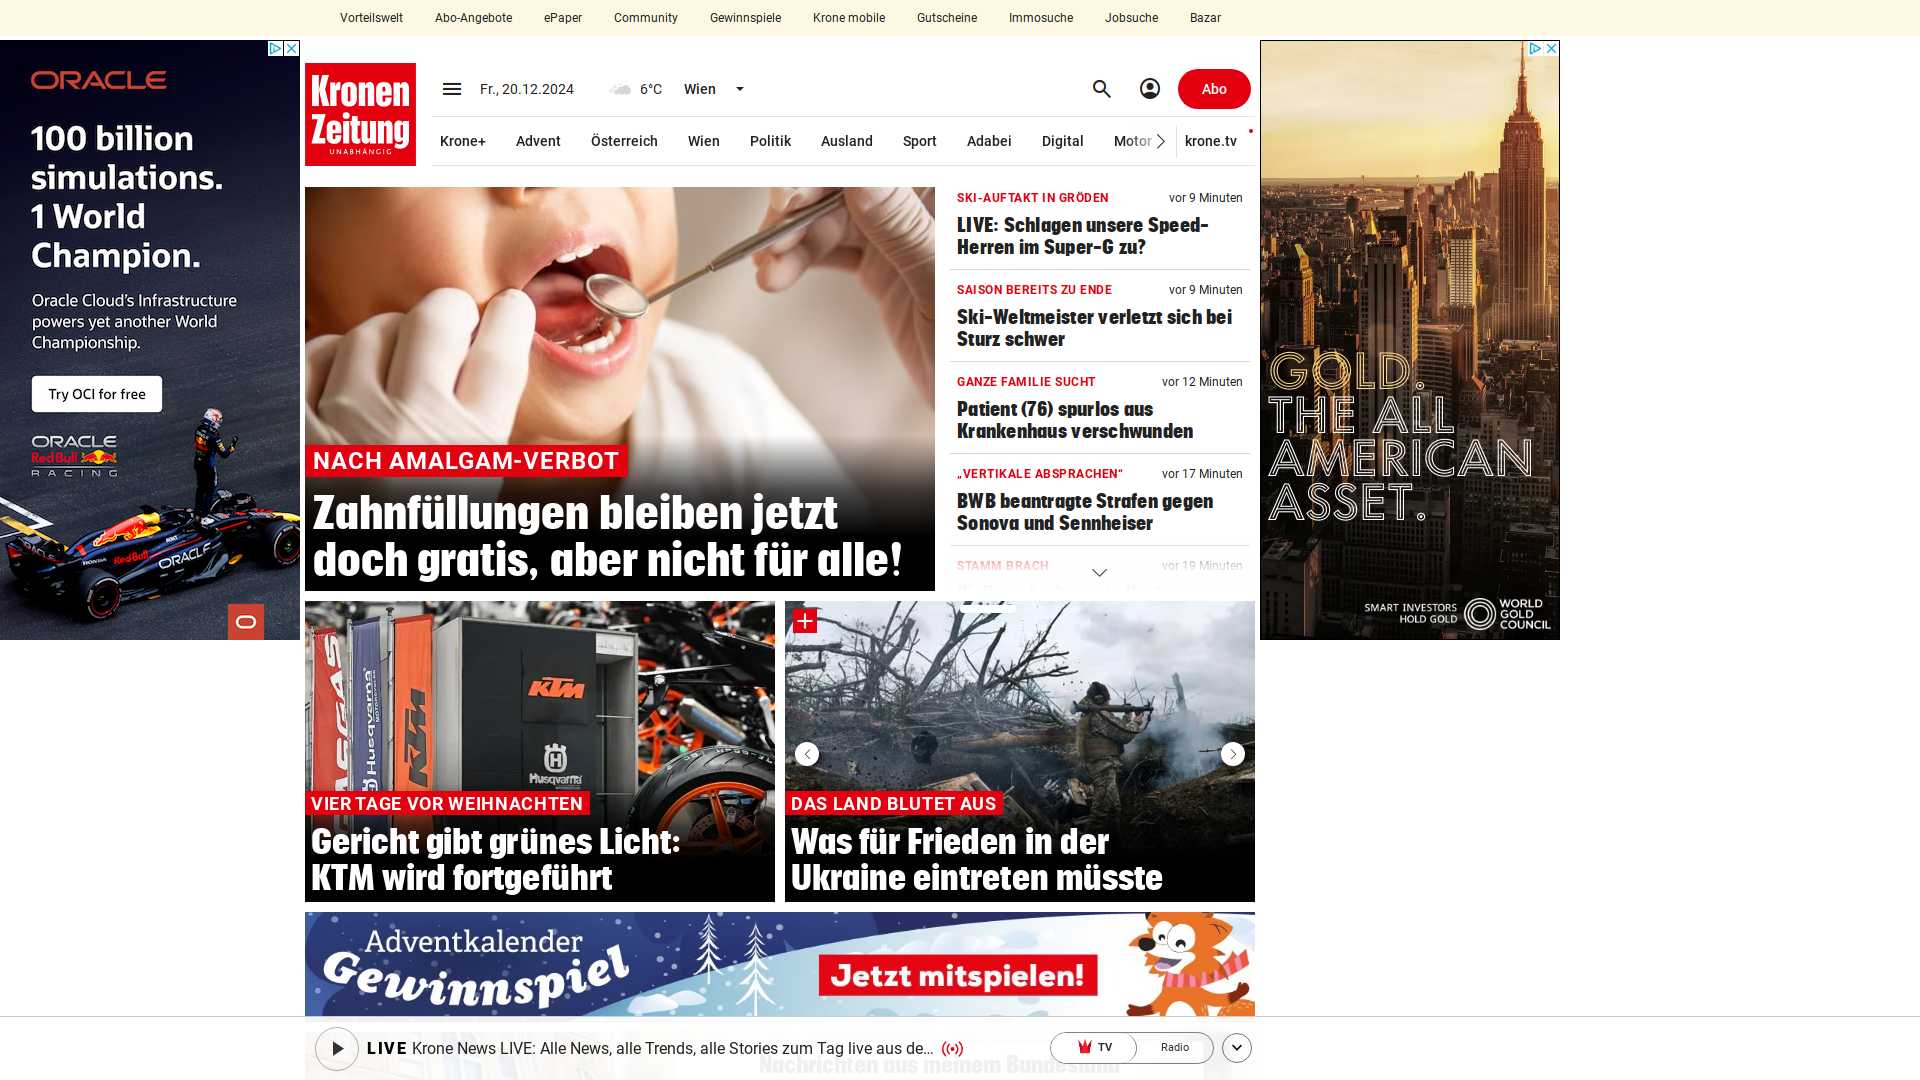 Vorteilswelt Abo-Angebote ePaper Community Gewinnspiele Krone mobile Gutscheine Immosuche Jobsuche Bazar
ORACLE
100 billion
simulations.
1 World
Champion.
Oracle Cloud's Infrastructure
powers yet another World
Championship.
Try OCI for free
ORACLE
Red Bull
RACING
Kronen
Zeitung
UNABHÄNGIG
Fr., 20.12.2024 6°C Wien Abo
Krone+ Advent Österreich Wien Politik Ausland Sport Adabei Digital Motor krone.tv
NACH AMALGAM-VERBOT
Zahnfüllungen bleiben jetzt
doch gratis, aber nicht für alle!
SKI-AUFTAKT IN GRÖDEN vor 9 Minuten
LIVE: Schlagen unsere Speed-
Herren im Super-G zu?
SAISON BEREITS ZU ENDE vor 9 Minuten
Ski-Weltmeister verletzt sich bei
Sturz schwer
GANZE FAMILIE SUCHT vor 12 Minuten
Patient (76) spurlos aus
Krankenhaus verschwunden
„VERTIKALE ABSPRACHEN“ vor 17 Minuten
BWB beantragte Strafen gegen
Sonova und Sennheiser
STAMM BRACH vor 19 Minuten
GOLD.
THE ALL
AMERICAN
ASSET.
SMART INVESTORS
HOLD GOLD
WORLD
GOLD
COUNCIL
GASGAS
Husqvarna
KTM
KTM
Husqvarna
VIER TAGE VOR WEIHNACHTEN
Gericht gibt grünes Licht:
KTM wird fortgeführt
DAS LAND BLUTET AUS
Was für Frieden in der
Ukraine eintreten müsste
Adventkalender
Gewinnspiel
Jetzt mitspielen!
LIVE Krone News LIVE: Alle News, alle Trends, alle Stories zum Tag live aus de... TV Radio
Nachrichten aus meinem Bundesland